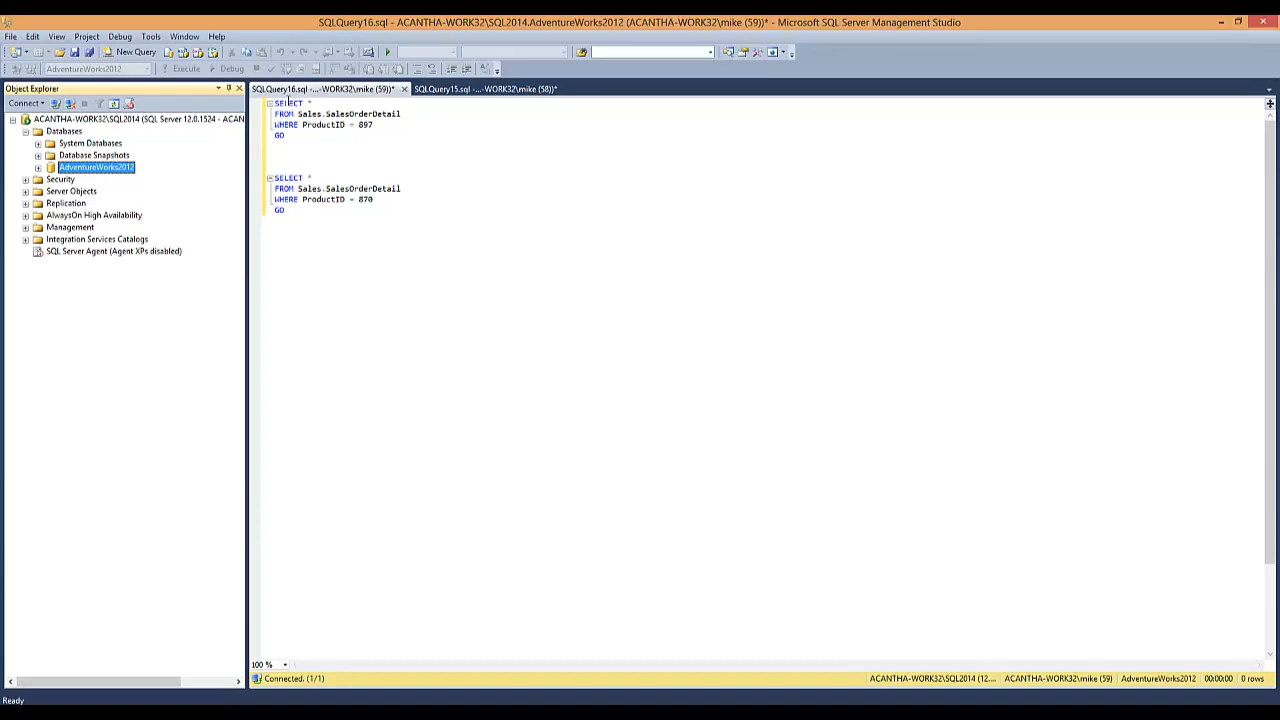 SQLQuery16.sql - ACANTHA-WORK32\SQL2014.AdventureWorks2012 (ACANTHA-WORK32\mike (59))* - Microsoft SQL Server Management Studio
File Edit View Project Debug Tools Window Help
New Query
AdventureWorks2012 Execute Debug
Object Explorer
SQLQuery16.sql -...-WORK32\mike (59))*
SQLQuery15.sql -...-WORK32\mike (58))*
Connect
ACANTHA-WORK32\SQL2014 (SQL Server 12.0.1524 - ACAN
Databases
System Databases
Database Snapshots
AdventureWorks2012
Security
Server Objects
Replication
AlwaysOn High Availability
Management
Integration Services Catalogs
SQL Server Agent (Agent XPs disabled)
SELECT *
FROM Sales.SalesOrderDetail
WHERE ProductID = 897
GO
SELECT *
FROM Sales.SalesOrderDetail
WHERE ProductID = 870
GO
100 %
Connected. (1/1)
ACANTHA-WORK32\SQL2014 (12....
ACANTHA-WORK32\mike (59)
AdventureWorks2012
00:00:00
0 rows
Ready